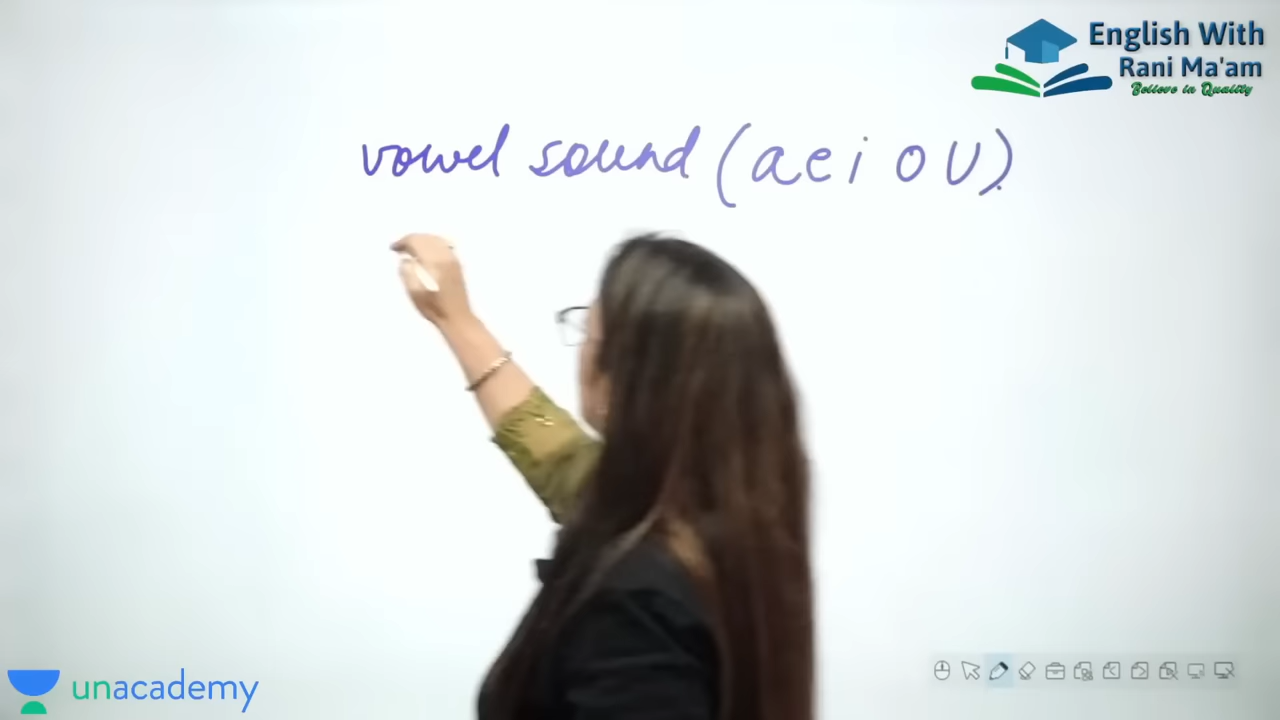 English With
Rani Ma'am
Believe in Quality
vowel sound (a e i o u)
unacademy